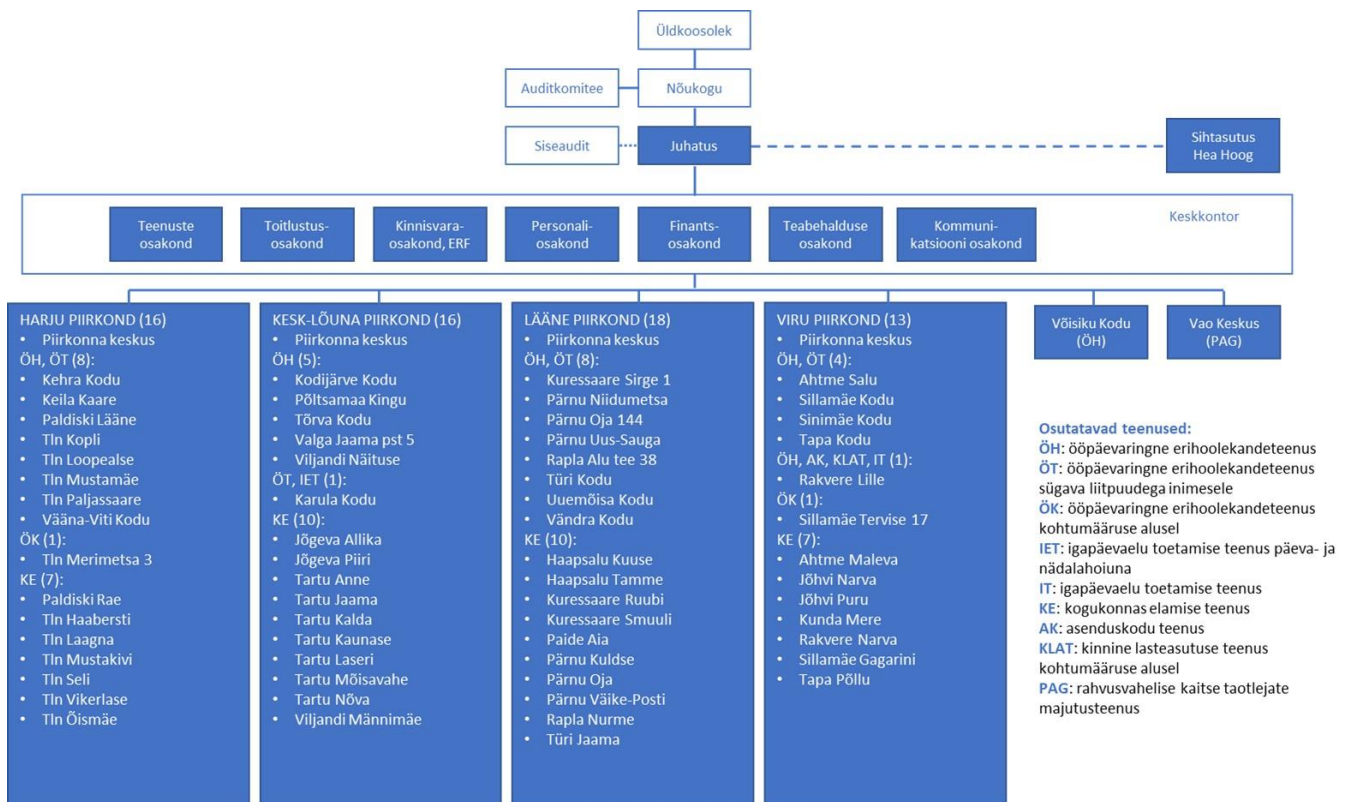 Üldkoosolek
Auditkomitee
Nõukogu
Siseaudit
Juhatus
Sihtasutus
Hea Hoog
Teenuste
osakond
Toitlustus-
osakond
Kinnisvara-
osakond, ERF
Personali-
osakond
Finants-
osakond
Teabehalduse
osakond
Kommuni-
katsiooni osakond
Keskkontor
HARJU PIIRKOND (16)
• Piirkonna keskus
ÖH, ÖT (8):
• Kehra Kodu
• Keila Kaare
• Paldiski Lääne
• Tln Kopli
• Tln Loopealse
• Tln Mustamäe
• Tln Paljassaare
• Vääna-Viti Kodu
ÖK (1):
• Tln Merimetsa 3
KE (7):
• Paldiski Rae
• Tln Haabersti
• Tln Laagna
• Tln Mustakivi
• Tln Seli
• Tln Vikerlase
• Tln Õismäe
KESK-LÕUNA PIIRKOND (16)
• Piirkonna keskus
ÖH (5):
• Kodijärve Kodu
• Põltsamaa Kingu
• Tõrva Kodu
• Valga Jaama pst 5
• Viljandi Näituse
ÖT, IET (1):
• Karula Kodu
KE (10):
• Jõgeva Allika
• Jõgeva Piiri
• Tartu Anne
• Tartu Jaama
• Tartu Kalda
• Tartu Kaunase
• Tartu Laseri
• Tartu Mõisavahe
• Tartu Nõva
• Viljandi Männimäe
LÄÄNE PIIRKOND (18)
• Piirkonna keskus
ÖH, ÖT (8):
• Kuressaare Sirge 1
• Pärnu Niidumetsa
• Pärnu Oja 144
• Pärnu Uus-Sauga
• Rapla Alu tee 38
• Türi Kodu
• Uuemõisa Kodu
• Vändra Kodu
KE (10):
• Haapsalu Kuuse
• Haapsalu Tamme
• Kuressaare Ruubi
• Kuressaare Smuuli
• Paide Aia
• Pärnu Kuldse
• Pärnu Oja
• Pärnu Väike-Posti
• Rapla Nurme
• Türi Jaama
VIRU PIIRKOND (13)
• Piirkonna keskus
ÖH, ÖT (4):
• Ahtme Salu
• Sillamäe Kodu
• Sinimäe Kodu
• Tapa Kodu
ÖH, AK, KLAT, IT (1):
• Rakvere Lille
ÖK (1):
• Sillamäe Tervise 17
KE (7):
• Ahtme Maleva
• Jõhvi Narva
• Jõhvi Puru
• Kunda Mere
• Rakvere Narva
• Sillamäe Gagarini
• Tapa Põllu
Võisiku Kodu
(ÖH)
Vao Keskus
(PAG)
Osutatavad teenused:
ÖH: ööpäevaringne erihoolekandeteenus
ÖT: ööpäevaringne erihoolekandeteenus
sügava liitpuudega inimesele
ÖK: ööpäevaringne erihoolekandeteenus
kohtumääruse alusel
IET: igapäevaelu toetamise teenus päeva- ja
nädalahoiuna
IT: igapäevaelu toetamise teenus
KE: kogukonnas elamise teenus
AK: asenduskodu teenus
KLAT: kinnine lasteasutuse teenus
kohtumääruse alusel
PAG: rahvusvahelise kaitse taotlejate
majutusteenus